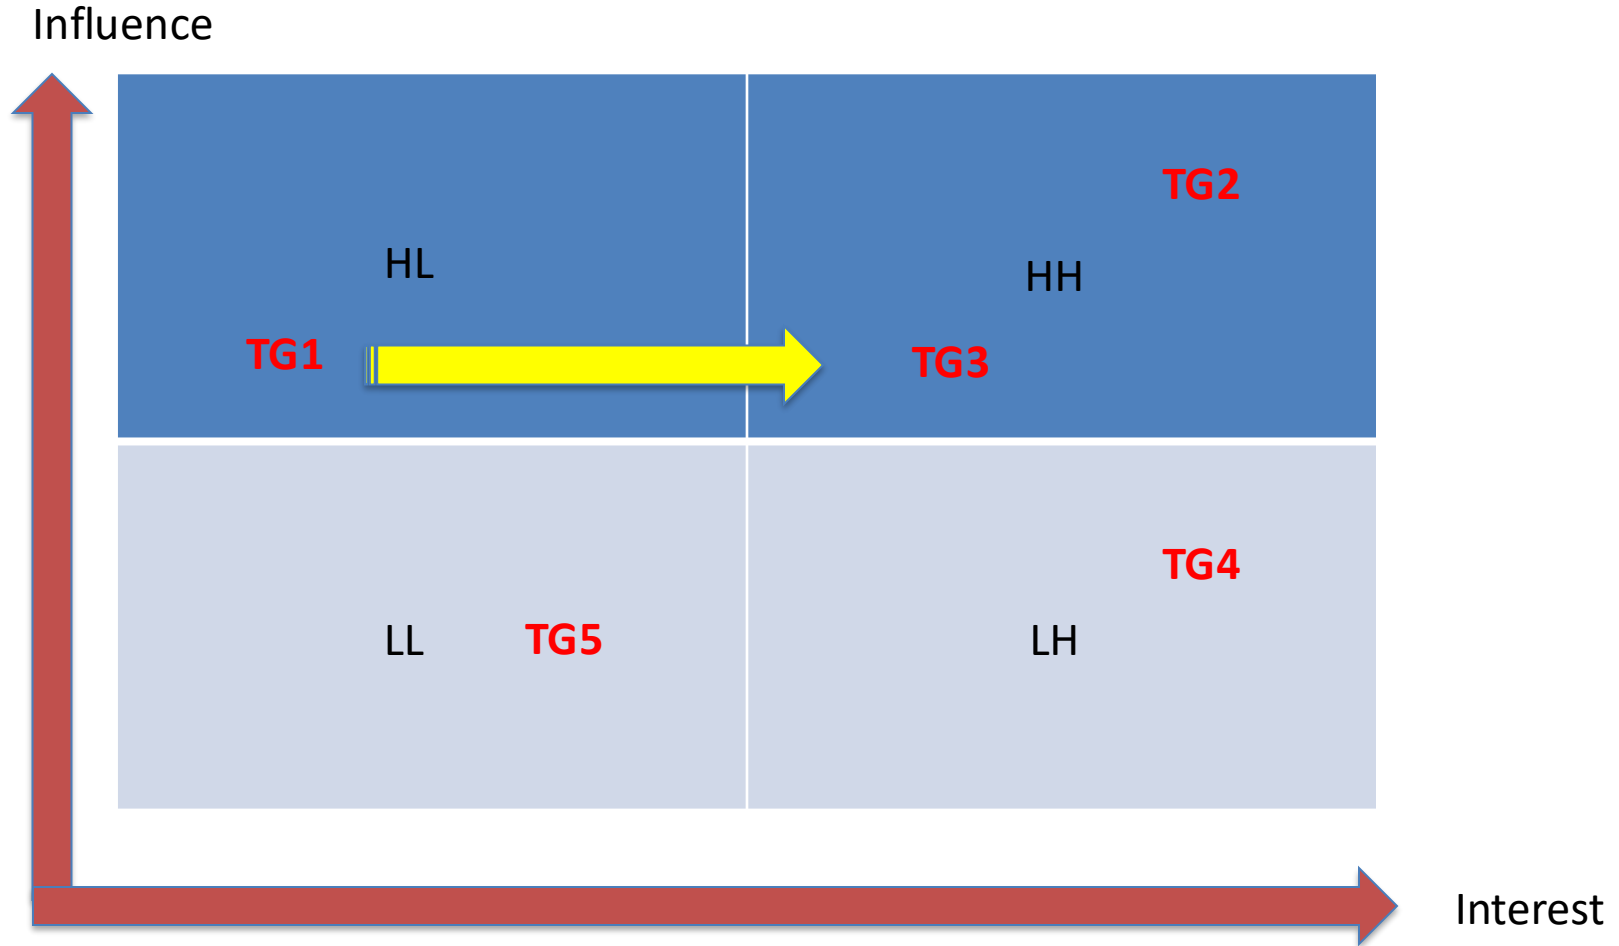 Influence
TG2
HL
HH
TG1
TG3
TG4
LL
TG5
LH
Interest